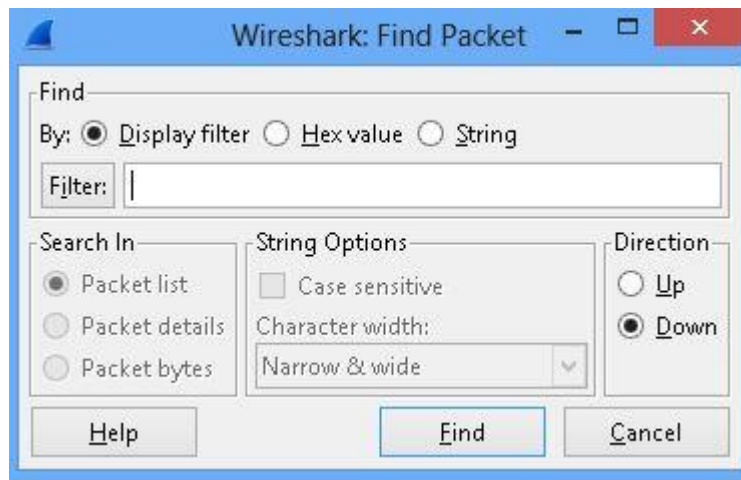 Wireshark: Find Packet
Find
By: Display filter Hex value String
Filter:
Search In
Packet list
Packet details
Packet bytes
String Options
Case sensitive
Character width:
Narrow & wide
Direction
Up
Down
Help Find Cancel